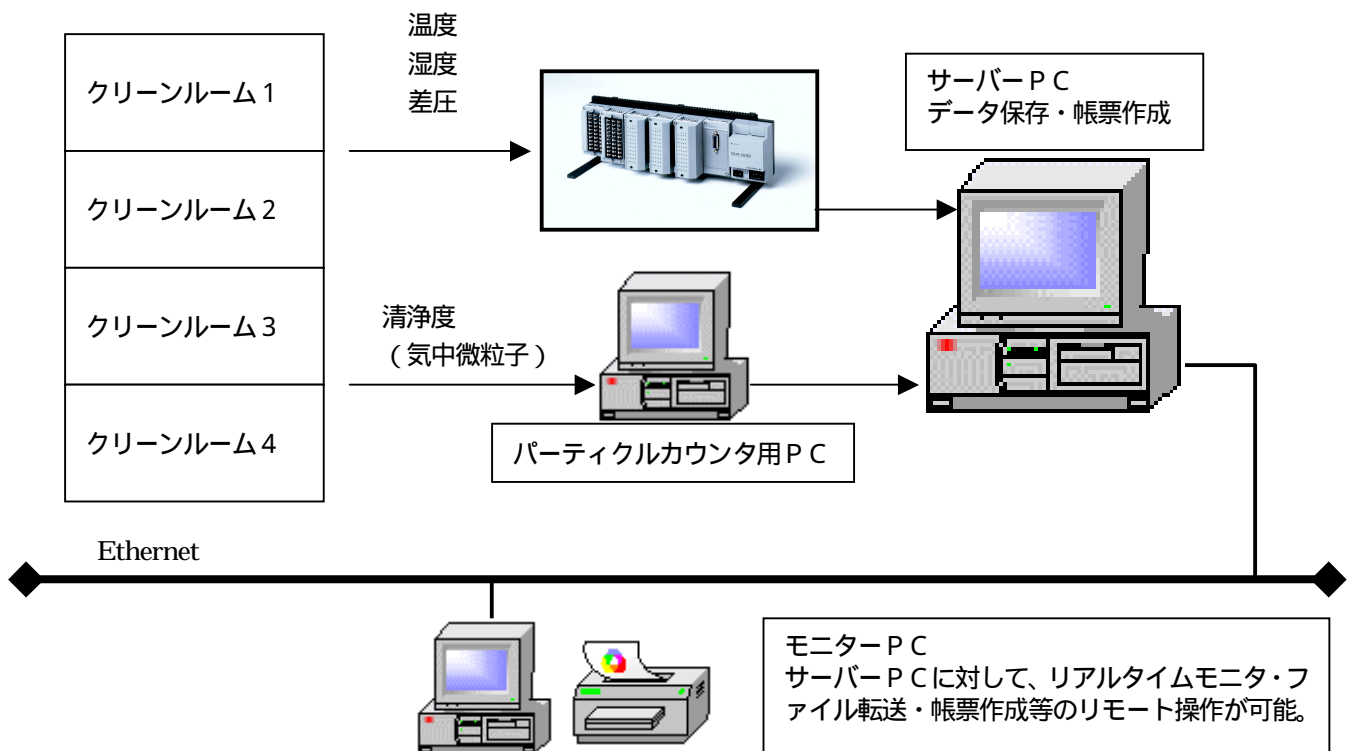 温度
湿度
差圧
クリーンルーム1
クリーンルーム2
クリーンルーム3
クリーンルーム4
サーバーPC
データ保存・帳票作成
清浄度
(気中微粒子)
パーティクルカウンタ用PC
Ethernet
モニターPC
サーバーPCに対して、リアルタイムモニタ・フ
ァイル転送・帳票作成等のリモート操作が可能。